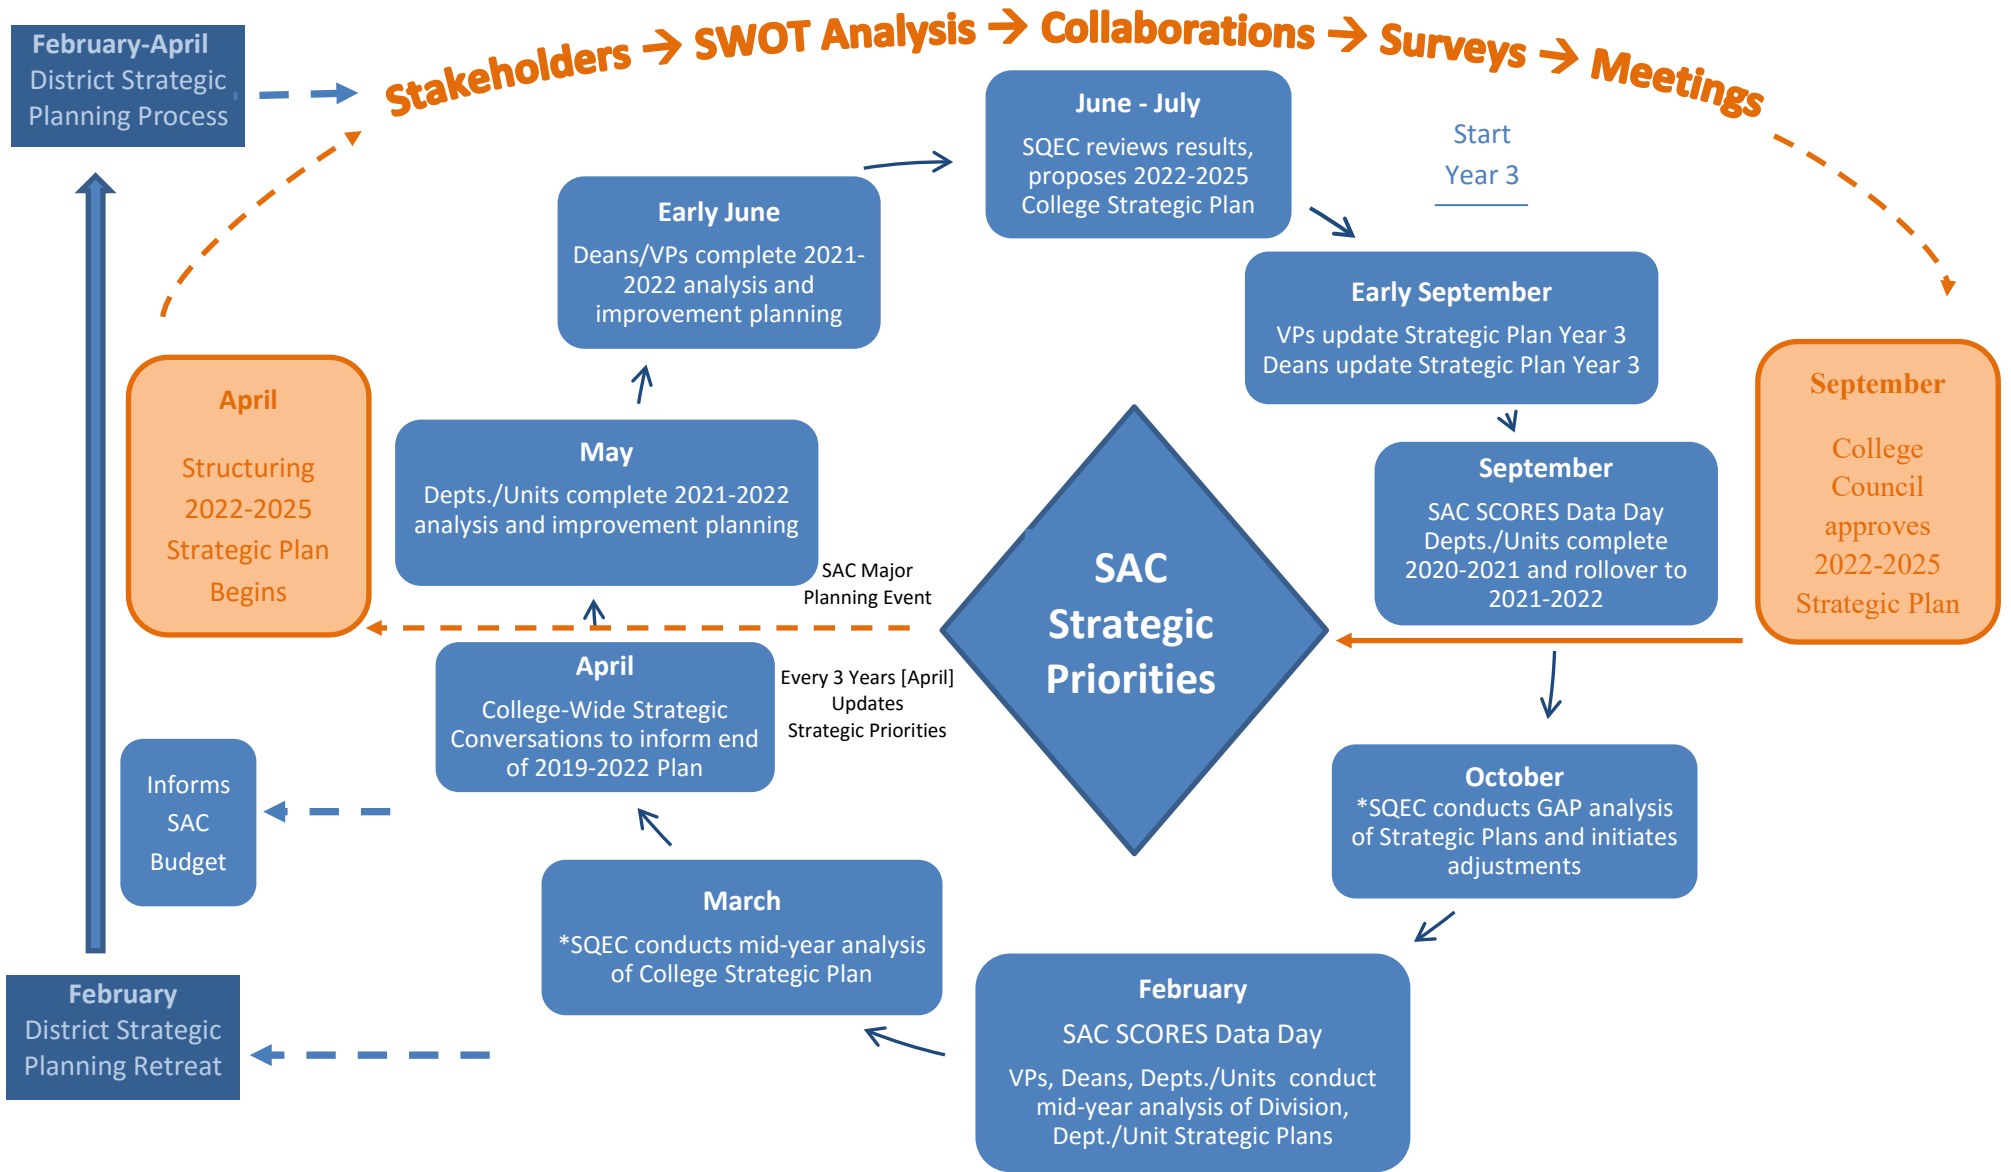 February-April
District Strategic
Planning Process
Stakeholders → SWOT Analysis → Collaborations → Surveys → Meetings
June - July
SQEC reviews results,
proposes 2022-2025
College Strategic Plan
Start
Year 3
Early June
Deans/VPs complete 2021-
2022 analysis and
improvement planning
Early September
VPs update Strategic Plan Year 3
Deans update Strategic Plan Year 3
April
Structuring
2022-2025
Strategic Plan
Begins
May
Depts./Units complete 2021-2022
analysis and improvement planning
September
SAC SCORES Data Day
Depts./Units complete
2020-2021 and rollover to
2021-2022
September
College
Council
approves
2022-2025
Strategic Plan
SAC Major
Planning Event
SAC
Strategic
Priorities
April
College-Wide Strategic
Conversations to inform end
of 2019-2022 Plan
Every 3 Years [April]
Updates
Strategic Priorities
Informs
SAC
Budget
October
*SQEC conducts GAP analysis
of Strategic Plans and initiates
adjustments
March
*SQEC conducts mid-year analysis
of College Strategic Plan
February
District Strategic
Planning Retreat
February
SAC SCORES Data Day
VPs, Deans, Depts./Units conduct
mid-year analysis of Division,
Dept./Unit Strategic Plans